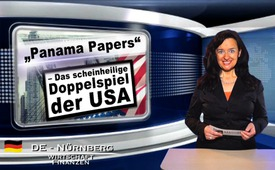 „Panama Papers“
– Das scheinheilige
Doppelspiel
der USA
DE - NÜRNBERG
WIRTSCHAFT
FINANZEN